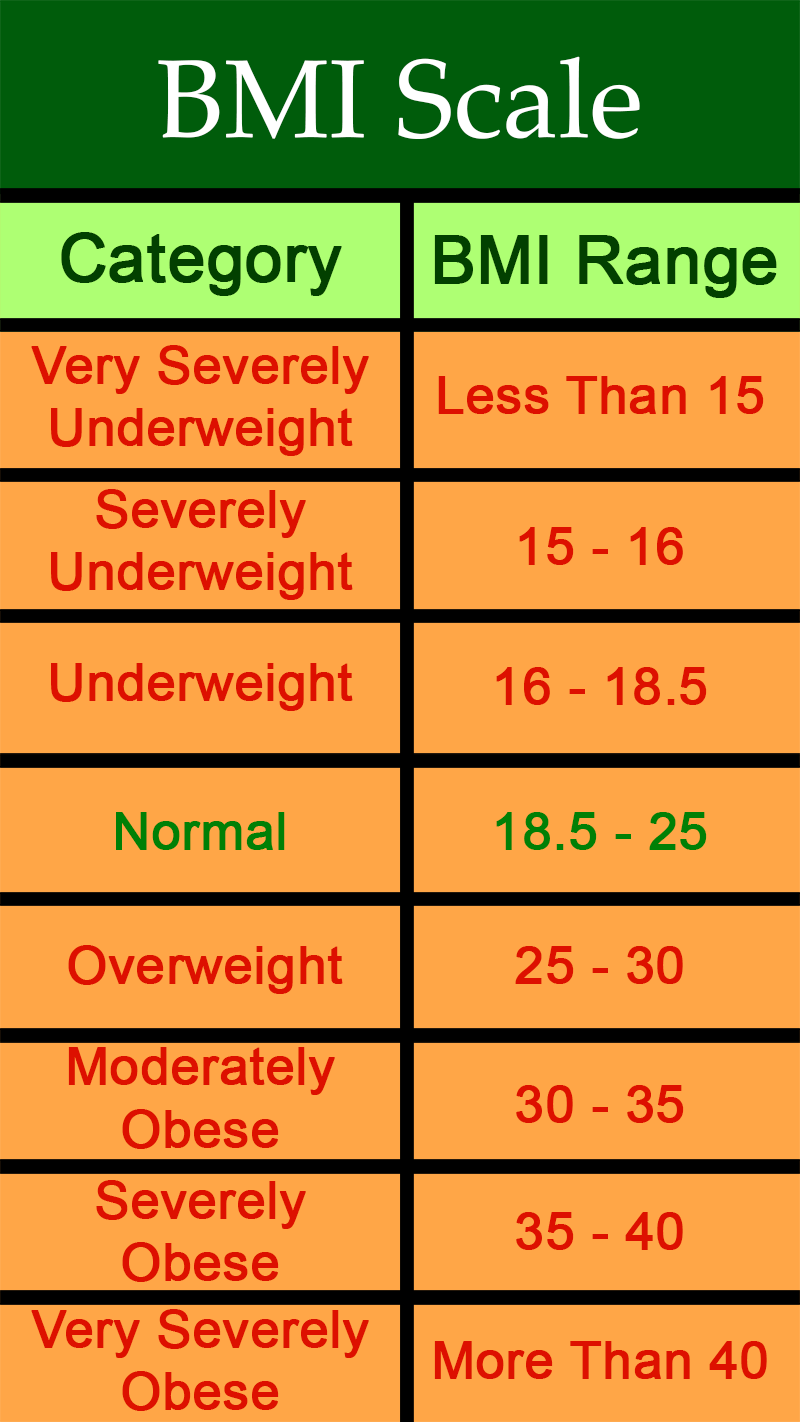 BMI Scale
Category
BMI Range
Very Severely
Underweight
Less Than 15
Severely
Underweight
15 - 16
Underweight
16 - 18.5
Normal
18.5 - 25
Overweight
25 - 30
Moderately
Obese
30 - 35
Severely
Obese
35 - 40
Very Severely
Obese
More Than 40